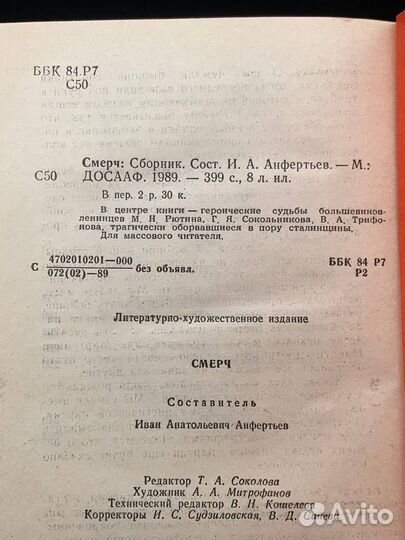 ББК 84.Р7
С50
Смерч: Сборник. Сост. И. А. Анфертьев. — М.:
С50 ДОСААФ. 1989. — 399 с., 8 л. ил.
В пер. 2 р. 30 к.
В центре книги — героические судьбы большевиков-
ленинцев М. Н. Рютина, Г. Я. Сокольникова, В. А. Трифо-
нова, трагически оборвавшиеся в пору сталинщины.
Для массового читателя.
4702010201—000
С без объявл.
072(02)—89
ББК 84 Р7
Р2
Литературно-художественное издание
СМЕРЧ
Составитель
Иван Анатольевич Анфертьев
Редактор Т. А. Соколова
Художник А. А. Митрофанов
Технический редактор В. Н. Кошелева
Корректоры И. С. Судзиловская, В. Д.
Avito